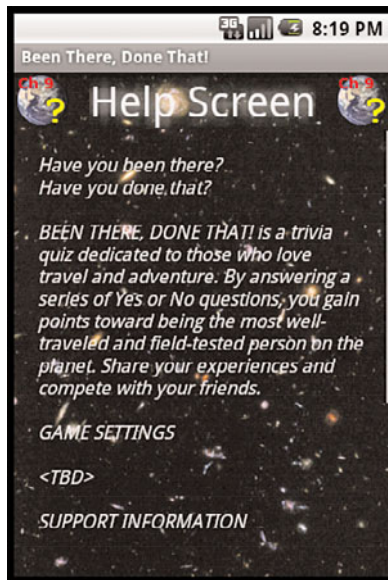 3G 8:19 PM
Been There, Done That!
Ch-9 ? Help Screen Ch-9 ?
Have you been there?
Have you done that?
BEEN THERE, DONE THAT! is a trivia
quiz dedicated to those who love
travel and adventure. By answering a
series of Yes or No questions, you gain
points toward being the most well-
traveled and field-tested person on the
planet. Share your experiences and
compete with your friends.
GAME SETTINGS
<TBD>
SUPPORT INFORMATION